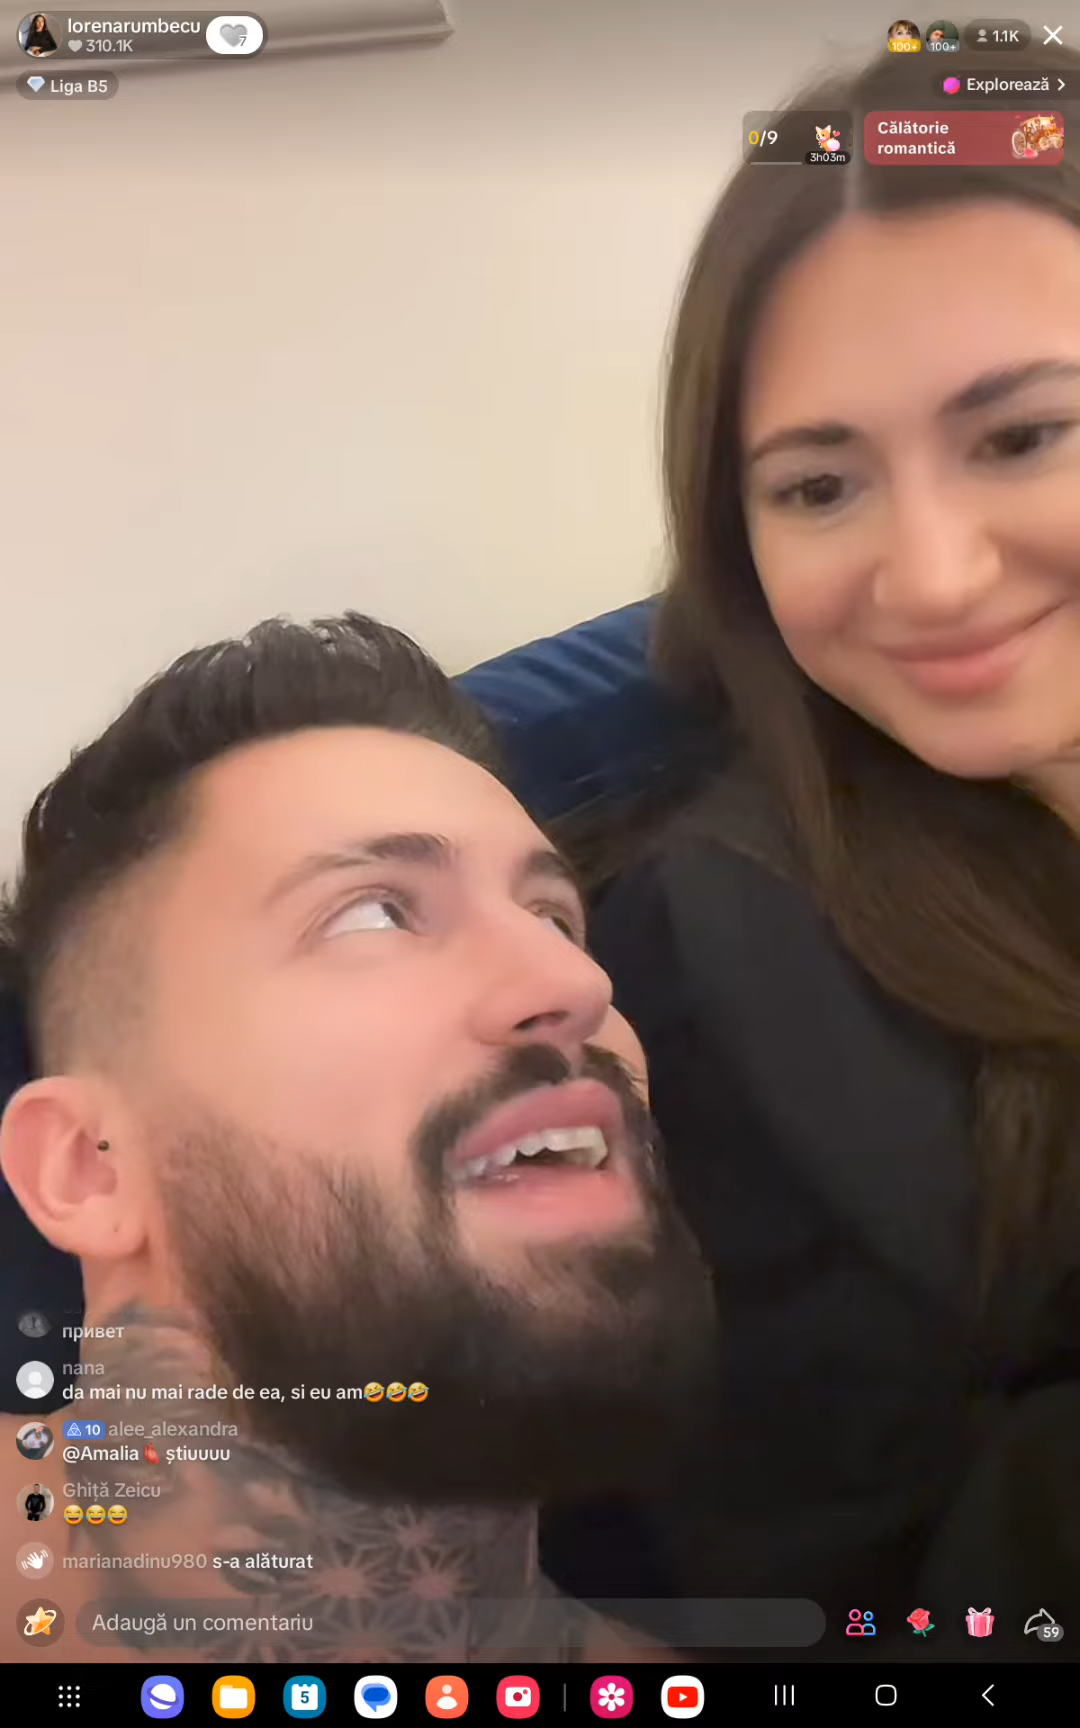 lorenarumbecu
310.1K
7
100+
100+
1.1K
Liga B5
Explorează
0/9
3h03m
Călătorie
romantică
привет
nana
da mai nu mai rade de ea, si eu am🤣🤣🤣
10 alee_alexandra
@Amalia🫀 știuuuu
Ghiță Zeicu
😂😂😂
marianadinu980 s-a alăturat
Adaugă un comentariu
59
5